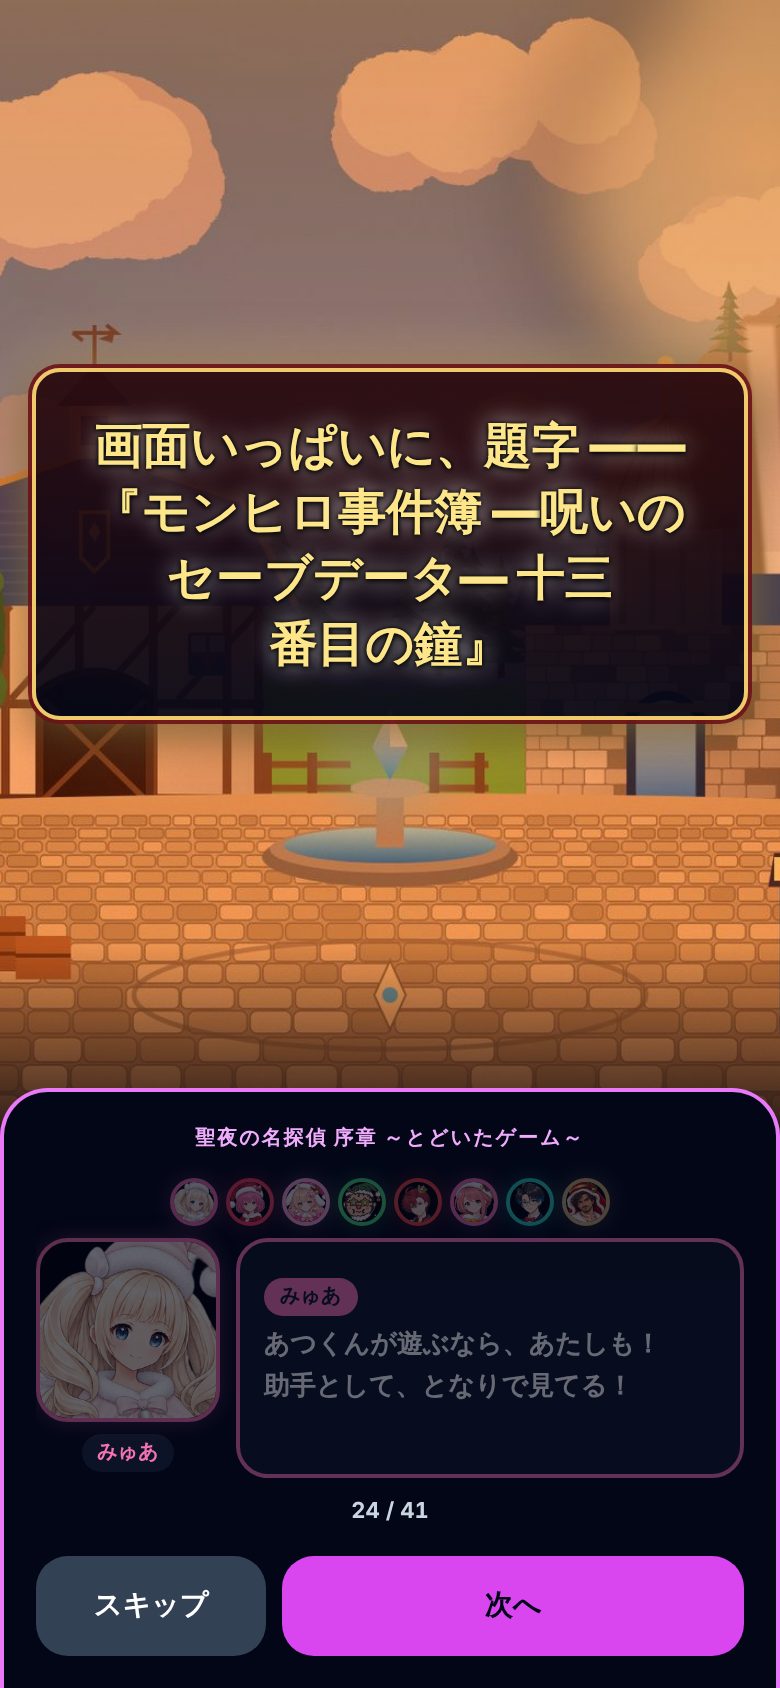 画面いっぱいに、題字——
『モンヒロ事件簿 —呪いの
セーブデータ— 十三
番目の鐘』
聖夜の名探偵 序章 ～とどいたゲーム～
みゅあ
あつくんが遊ぶなら、あたしも！
助手として、となりで見てる！
みゅあ
24 / 41
スキップ
次へ